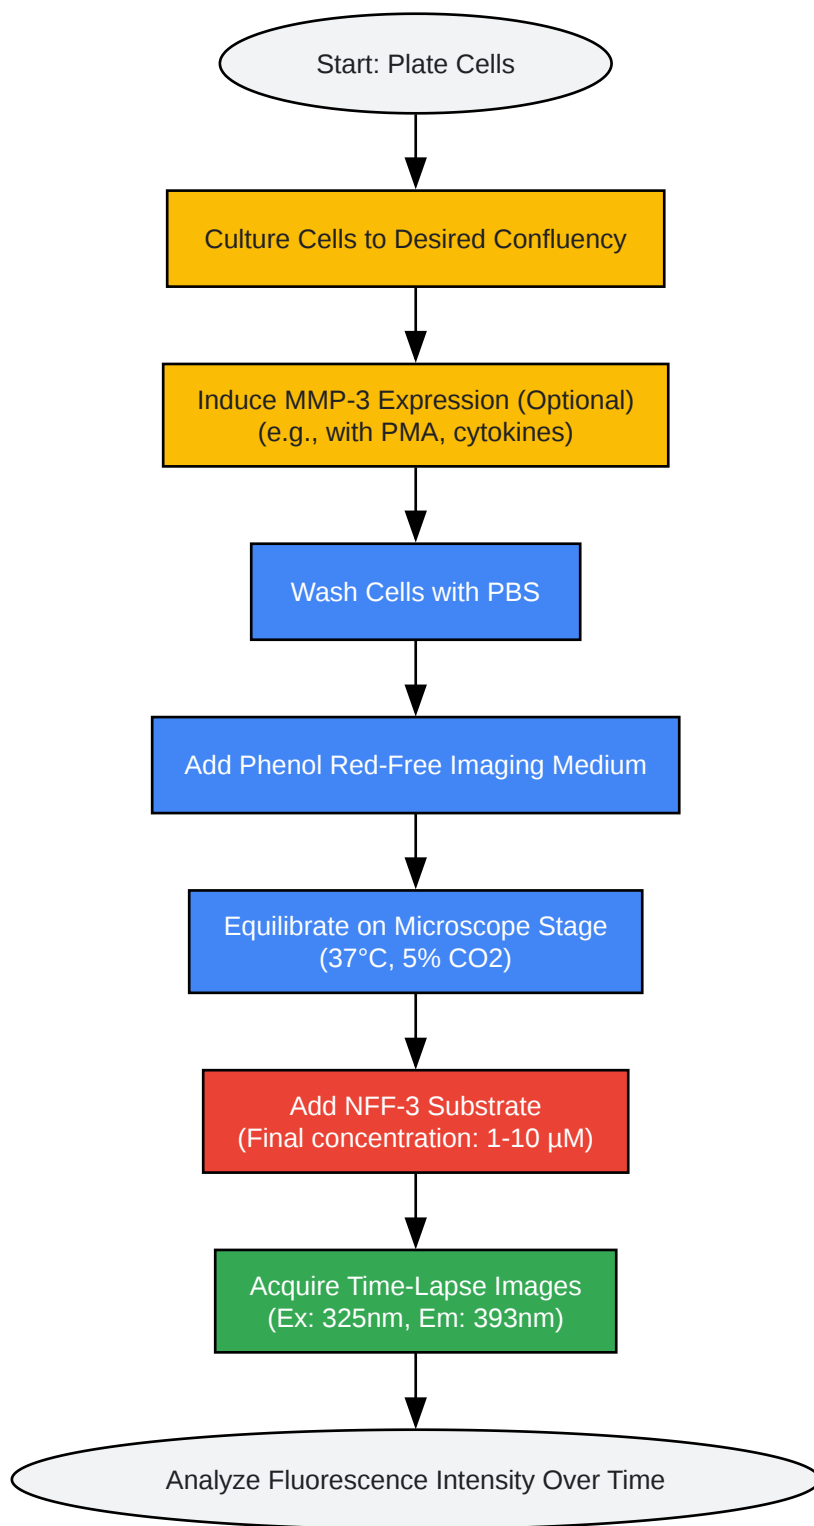 Start: Plate Cells
Culture Cells to Desired Confluency
Induce MMP-3 Expression (Optional)
(e.g., with PMA, cytokines)
Wash Cells with PBS
Add Phenol Red-Free Imaging Medium
Equilibrate on Microscope Stage
(37°C, 5% CO2)
Add NFF-3 Substrate
(Final concentration: 1-10 µM)
Acquire Time-Lapse Images
(Ex: 325nm, Em: 393nm)
Analyze Fluorescence Intensity Over Time